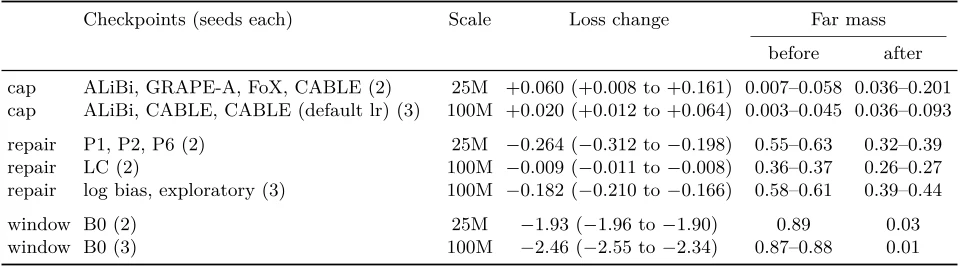 Checkpoints (seeds each) Scale Loss change Far mass
before after
cap ALiBi, GRAPE-A, FoX, CABLE (2) 25M +0.060 (+0.008 to +0.161) 0.007–0.058 0.036–0.201
cap ALiBi, CABLE, CABLE (default lr) (3) 100M +0.020 (+0.012 to +0.064) 0.003–0.045 0.036–0.093
repair P1, P2, P6 (2) 25M −0.264 (−0.312 to −0.198) 0.55–0.63 0.32–0.39
repair LC (2) 100M −0.009 (−0.011 to −0.008) 0.36–0.37 0.26–0.27
repair log bias, exploratory (3) 100M −0.182 (−0.210 to −0.166) 0.58–0.61 0.39–0.44
window B0 (2) 25M −1.93 (−1.96 to −1.90) 0.89 0.03
window B0 (3) 100M −2.46 (−2.55 to −2.34) 0.87–0.88 0.01